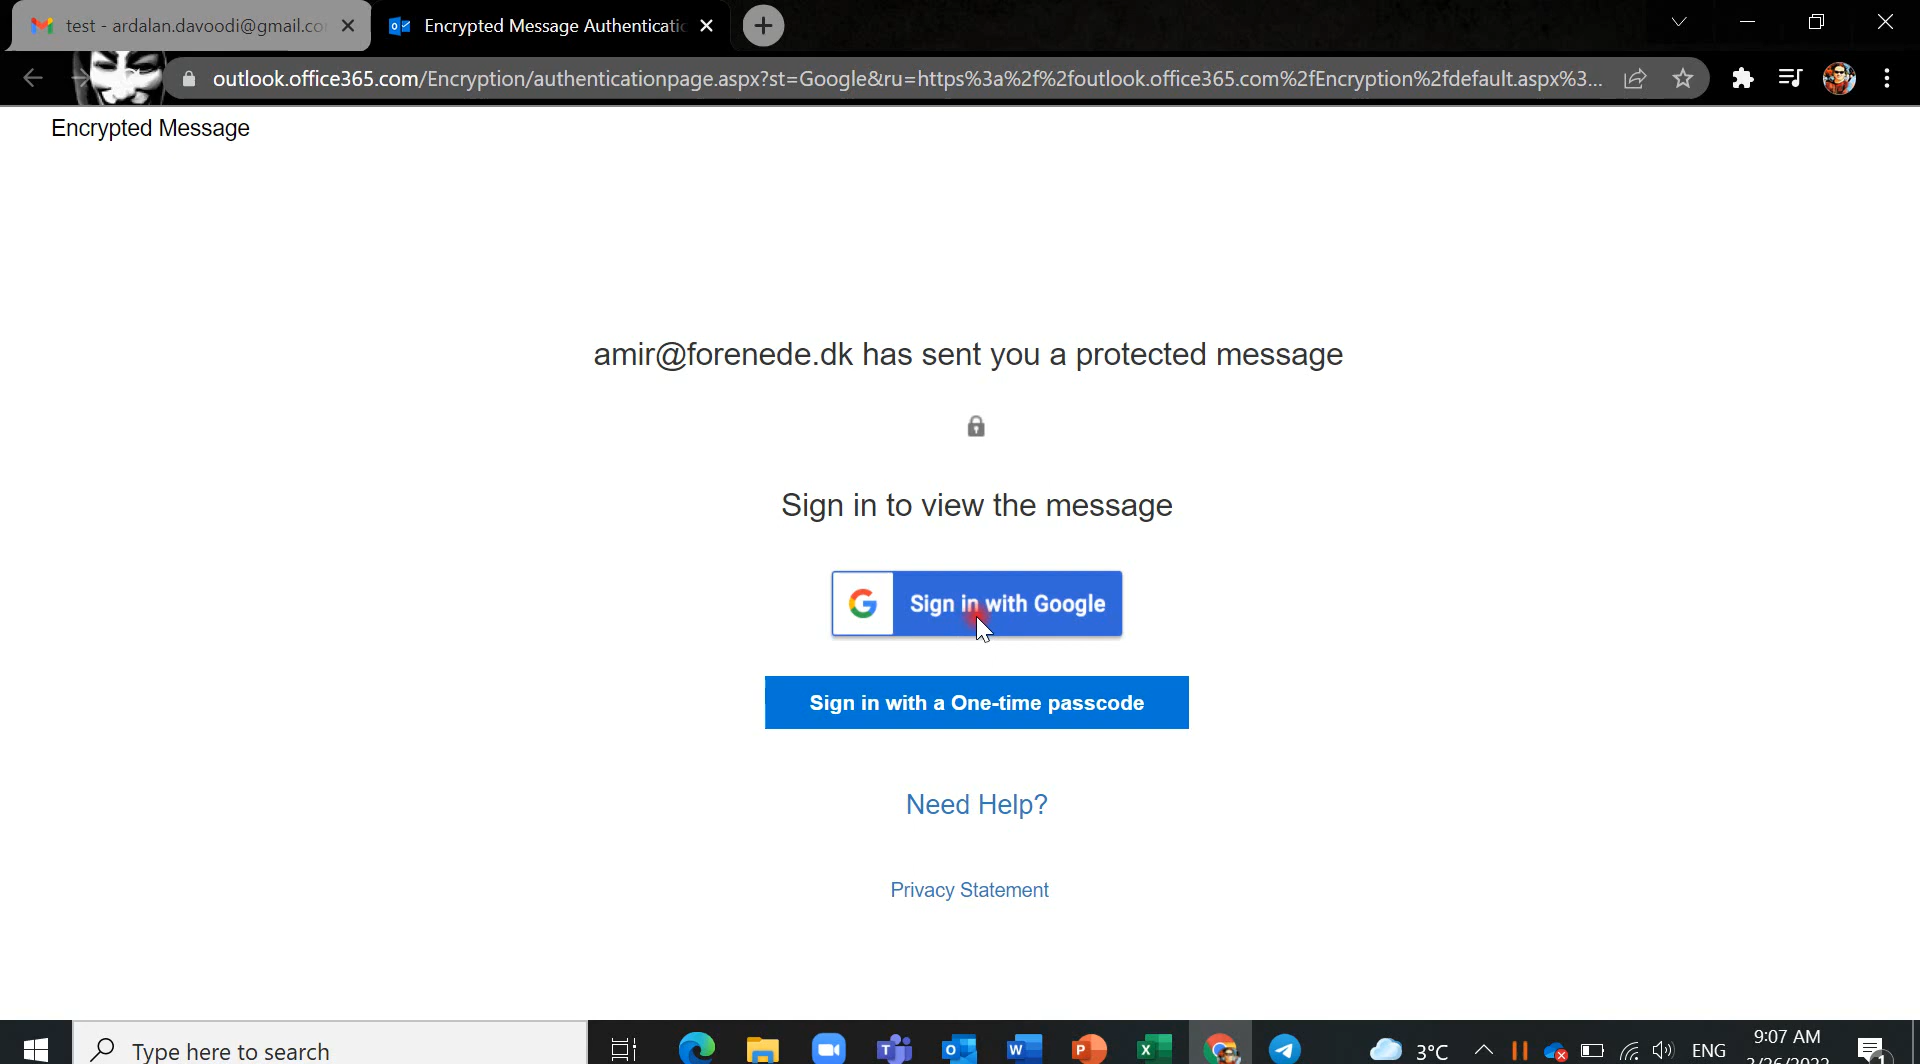 test - ardalan.davoodi@gmail.co
Encrypted Message Authenticatic
outlook.office365.com/Encryption/authenticationpage.aspx?st=Google&ru=https%3a%2f%2foutlook.office365.com%2fEncryption%2fdefault.aspx%3...
Encrypted Message
amir@forenede.dk has sent you a protected message
Sign in to view the message
G Sign in with Google
Sign in with a One-time passcode
Need Help?
Privacy Statement
Type here to search
3°C
ENG
9:07 AM